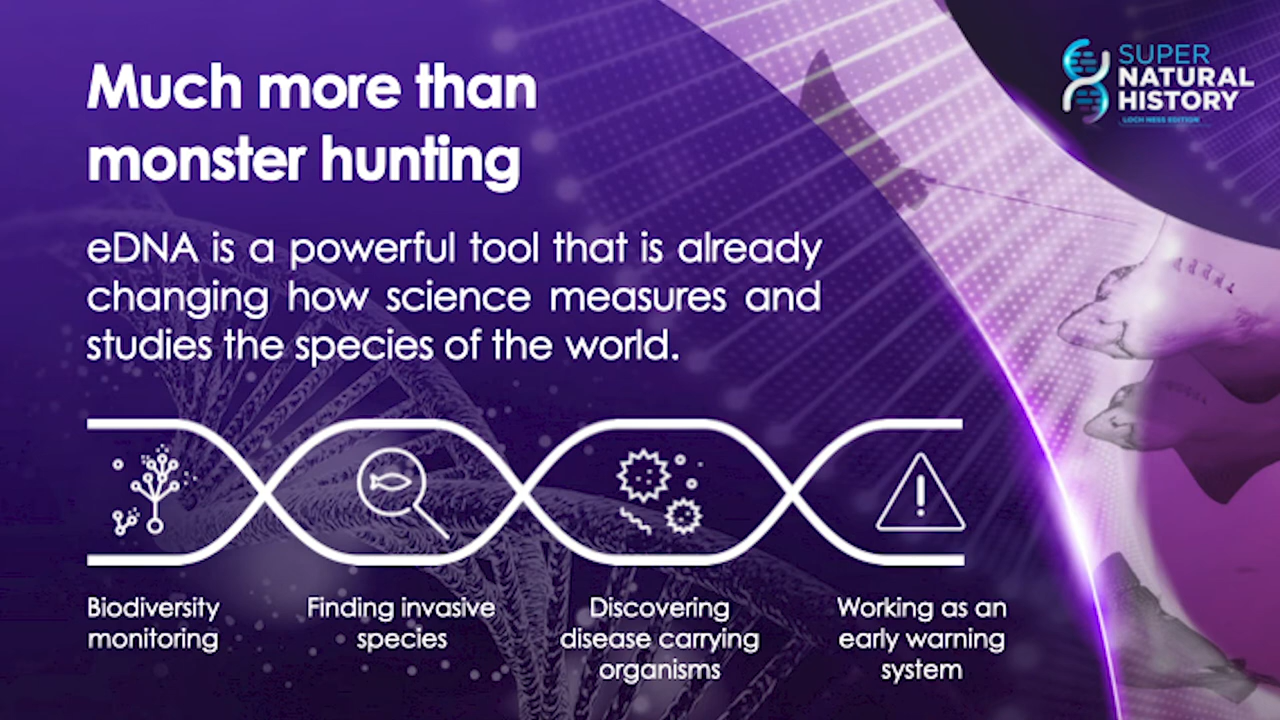 Much more than
monster hunting
SUPER
NATURAL
HISTORY
LOCH NESS EDITION
eDNA is a powerful tool that is already
changing how science measures and
studies the species of the world.
Biodiversity
monitoring
Finding invasive
species
Discovering
disease carrying
organisms
Working as an
early warning
system